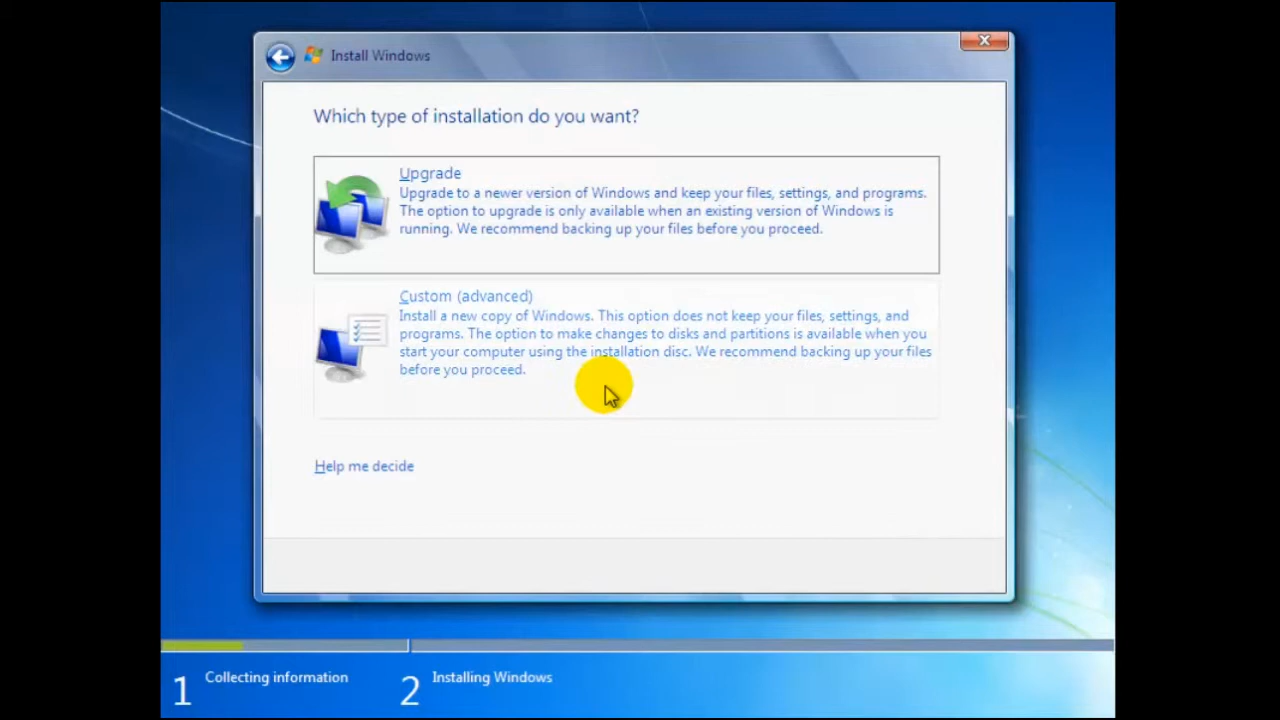 Install Windows
Which type of installation do you want?
Upgrade
Upgrade to a newer version of Windows and keep your files, settings, and programs.
The option to upgrade is only available when an existing version of Windows is
running. We recommend backing up your files before you proceed.
Custom (advanced)
Install a new copy of Windows. This option does not keep your files, settings, and
programs. The option to make changes to disks and partitions is available when you
start your computer using the installation disc. We recommend backing up your files
before you proceed.
Help me decide
1 Collecting information
2 Installing Windows